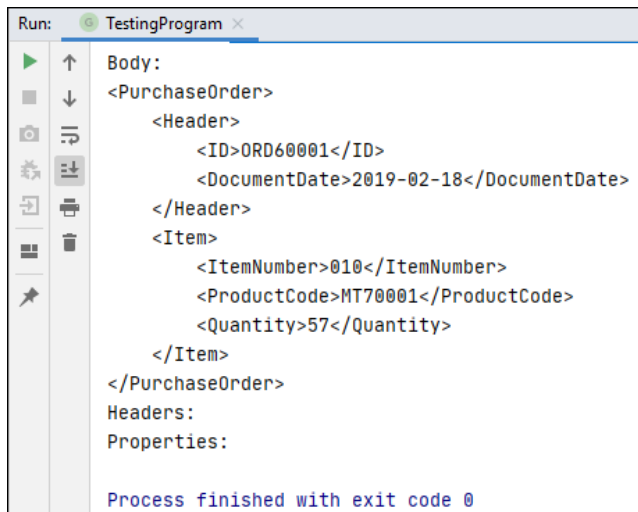 Run: TestingProgram
Body:
<PurchaseOrder>
    <Header>
        <ID>ORD60001</ID>
        <DocumentDate>2019-02-18</DocumentDate>
    </Header>
    <Item>
        <ItemNumber>010</ItemNumber>
        <ProductCode>MT70001</ProductCode>
        <Quantity>57</Quantity>
    </Item>
</PurchaseOrder>
Headers:
Properties:
Process finished with exit code 0